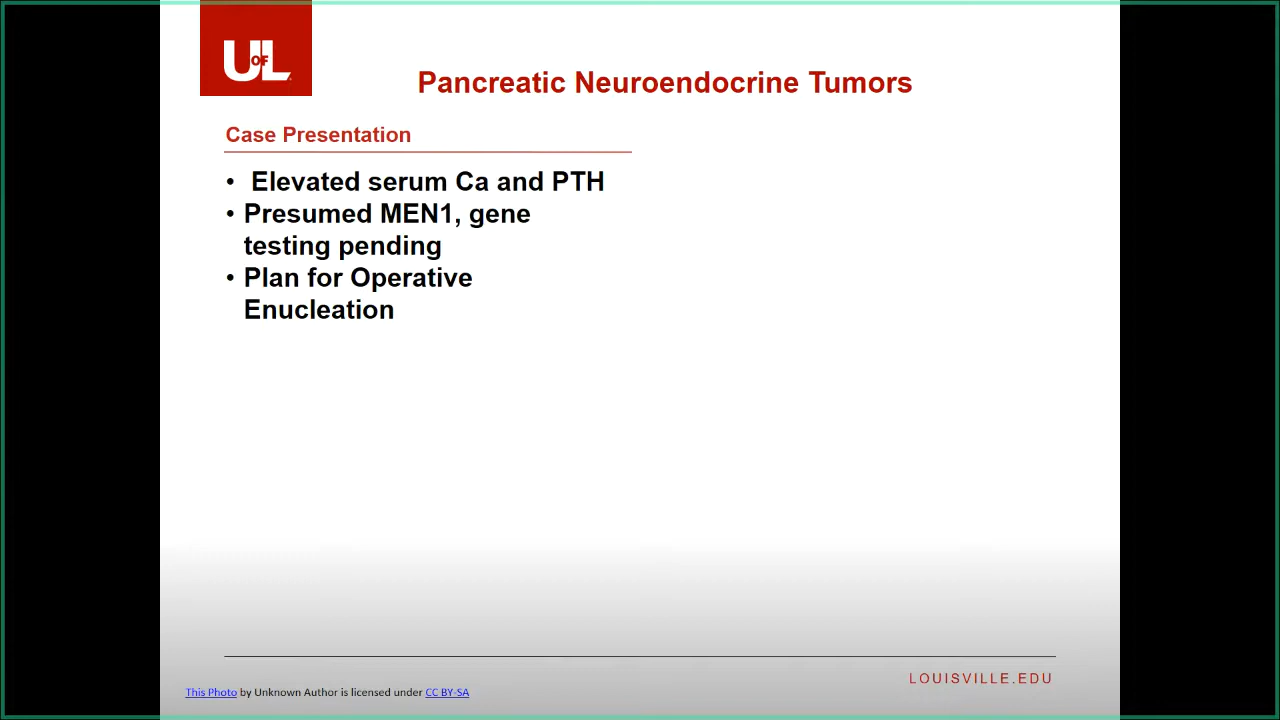 UofL
Pancreatic Neuroendocrine Tumors
Case Presentation
• Elevated serum Ca and PTH
• Presumed MEN1, gene
testing pending
• Plan for Operative
Enucleation
LOUISVILLE.EDU
This Photo by Unknown Author is licensed under CC BY-SA